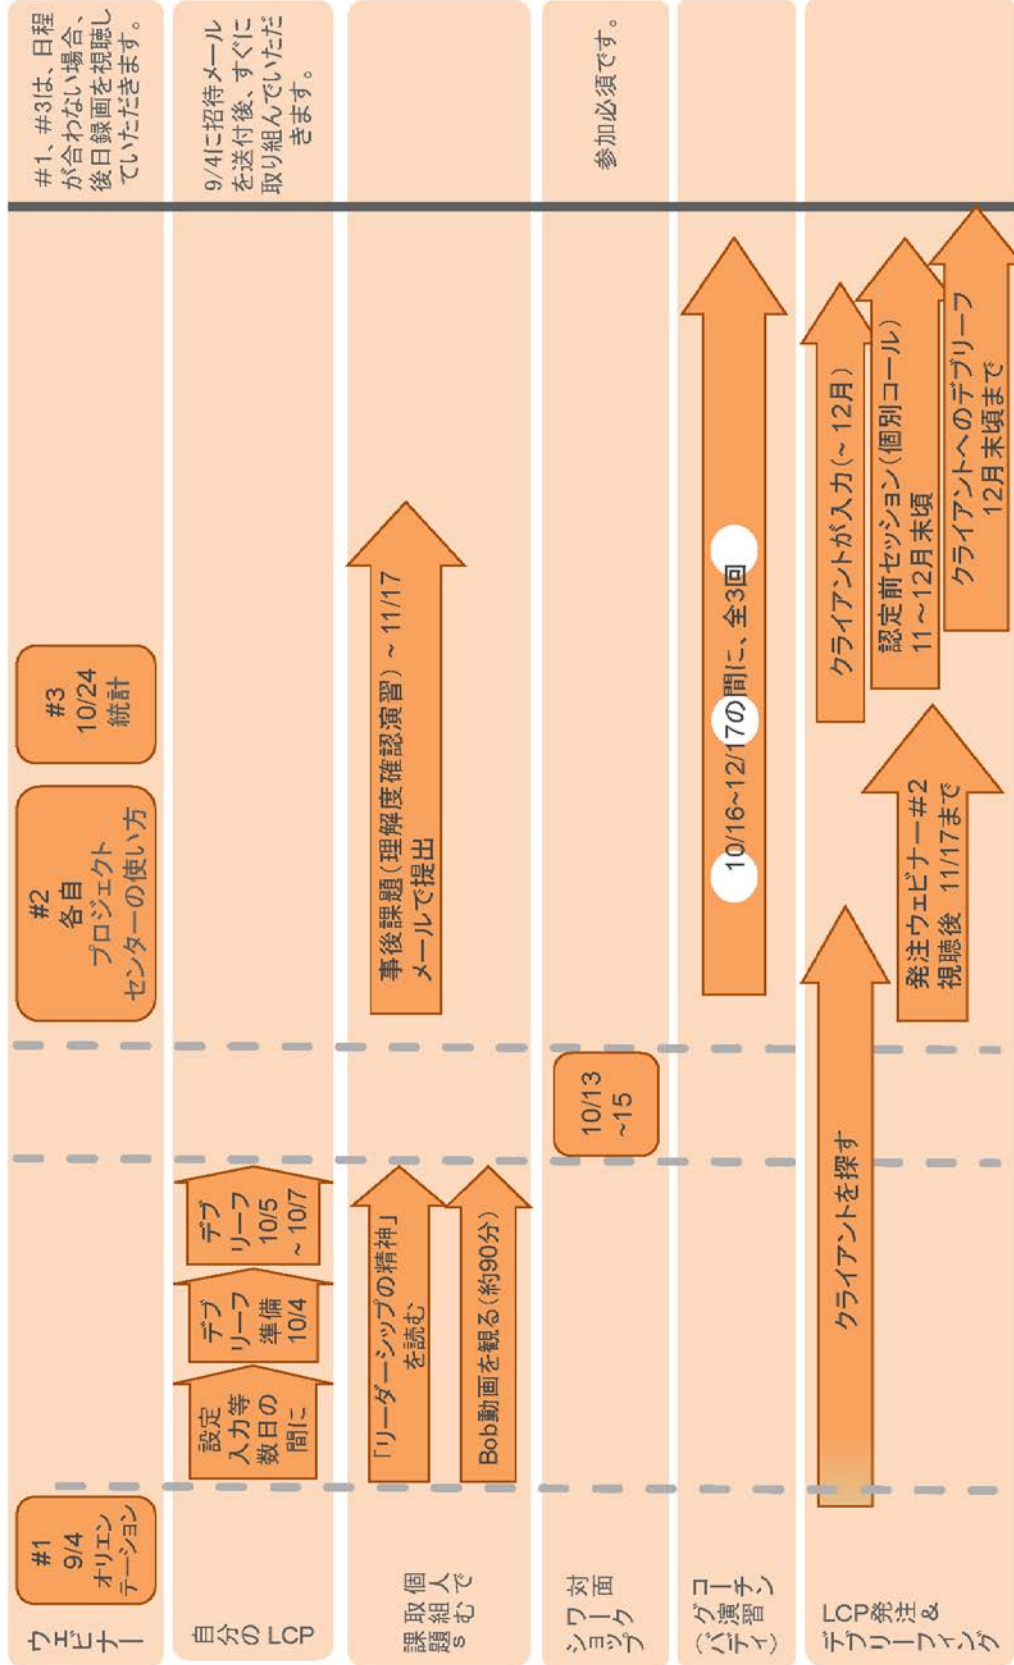 ウェ
ビナー
#1
9/4
オリエン
テーション
#2
各自
プロジェクト
センターの使い方
#3
10/24
統計
#1、#3は、日程
が合わない場合、
後日録画を視聴し
ていただきます。
自分
の LCP
設定
入力等
数日の
間に
デブ
リーフ
準備
10/4
デブ
リーフ
10/5
~ 10/7
9/4に招待メール
を送付後、すぐに
取り組んでいただ
きます。
課取個
題組人
sむで
「リーダーシップの精神」
を読む
Bob動画を観る(約90分)
事後課題(理解度確認演習) ~ 11/17
メールで提出
ショワ対
ッー面
プク
10/13
~15
参加必須です。
グコー
(演習チン
バディ)
10/16~12/17の間に、全3回
LCP発注 &
デブリーフィング
クライアントを探す
発注ウェビナー#2
視聴後 11/17まで
クライアントが入力(~ 12月)
認定前セッション(個別コール)
11~12月末頃
クライアントへのデブリーフ
12月末頃まで